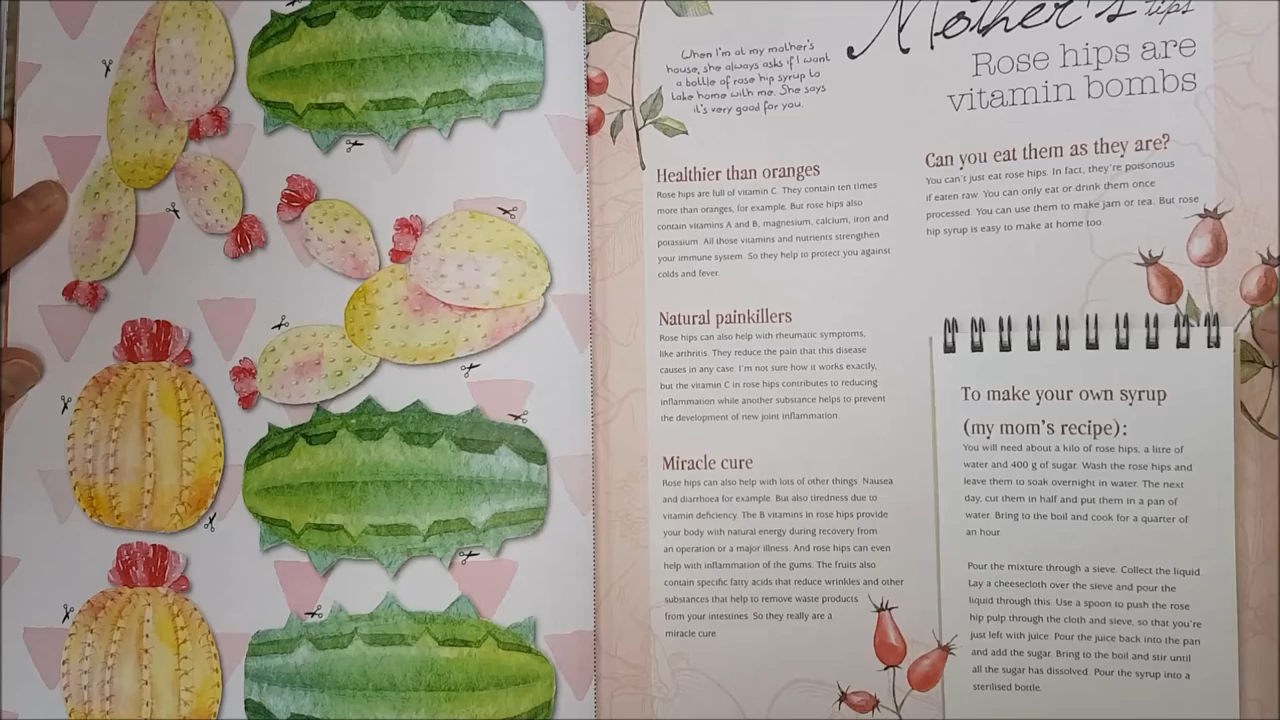 Mother's tips
Rose hips are
vitamin bombs
When I'm at my mother's
house, she always asks if I want
a bottle of rose hip syrup to
take home with me. She says
it's very good for you.
Healthier than oranges
Rose hips are full of vitamin C. They contain ten times
more than oranges, for example. But rose hips also
contain vitamins A and B, magnesium, calcium, iron and
potassium. All those vitamins and nutrients strengthen
your immune system. So they help to protect you against
colds and fever.
Natural painkillers
Rose hips can also help with rheumatic symptoms,
like arthritis. They reduce the pain that this disease
causes in any case. I'm not sure how it works exactly,
but the vitamin C in rose hips contributes to reducing
inflammation while another substance helps to prevent
the development of new joint inflammation.
Miracle cure
Rose hips can also help with lots of other things. Nausea
and diarrhoea for example. But also tiredness due to
vitamin deficiency. The B vitamins in rose hips provide
your body with natural energy during recovery from
an operation or a major illness. And rose hips can even
help with inflammation of the gums. The fruits also
contain specific fatty acids that reduce wrinkles and other
substances that help to remove waste products
from your intestines. So they really are a
miracle cure.
Can you eat them as they are?
You can't just eat rose hips. In fact, they're poisonous
if eaten raw. You can only eat or drink them once
processed. You can use them to make jam or tea. But rose
hip syrup is easy to make at home too.
To make your own syrup
(my mom's recipe):
You will need about a kilo of rose hips, a litre of
water and 400 g of sugar. Wash the rose hips and
leave them to soak overnight in water. The next
day, cut them in half and put them in a pan of
water. Bring to the boil and cook for a quarter of
an hour.
Pour the mixture through a sieve. Collect the liquid.
Lay a cheesecloth over the sieve and pour the
liquid through this. Use a spoon to push the rose
hip pulp through the cloth and sieve, so that you're
just left with juice. Pour the juice back into the pan
and add the sugar. Bring to the boil and stir until
all the sugar has dissolved. Pour the syrup into a
sterilised bottle.